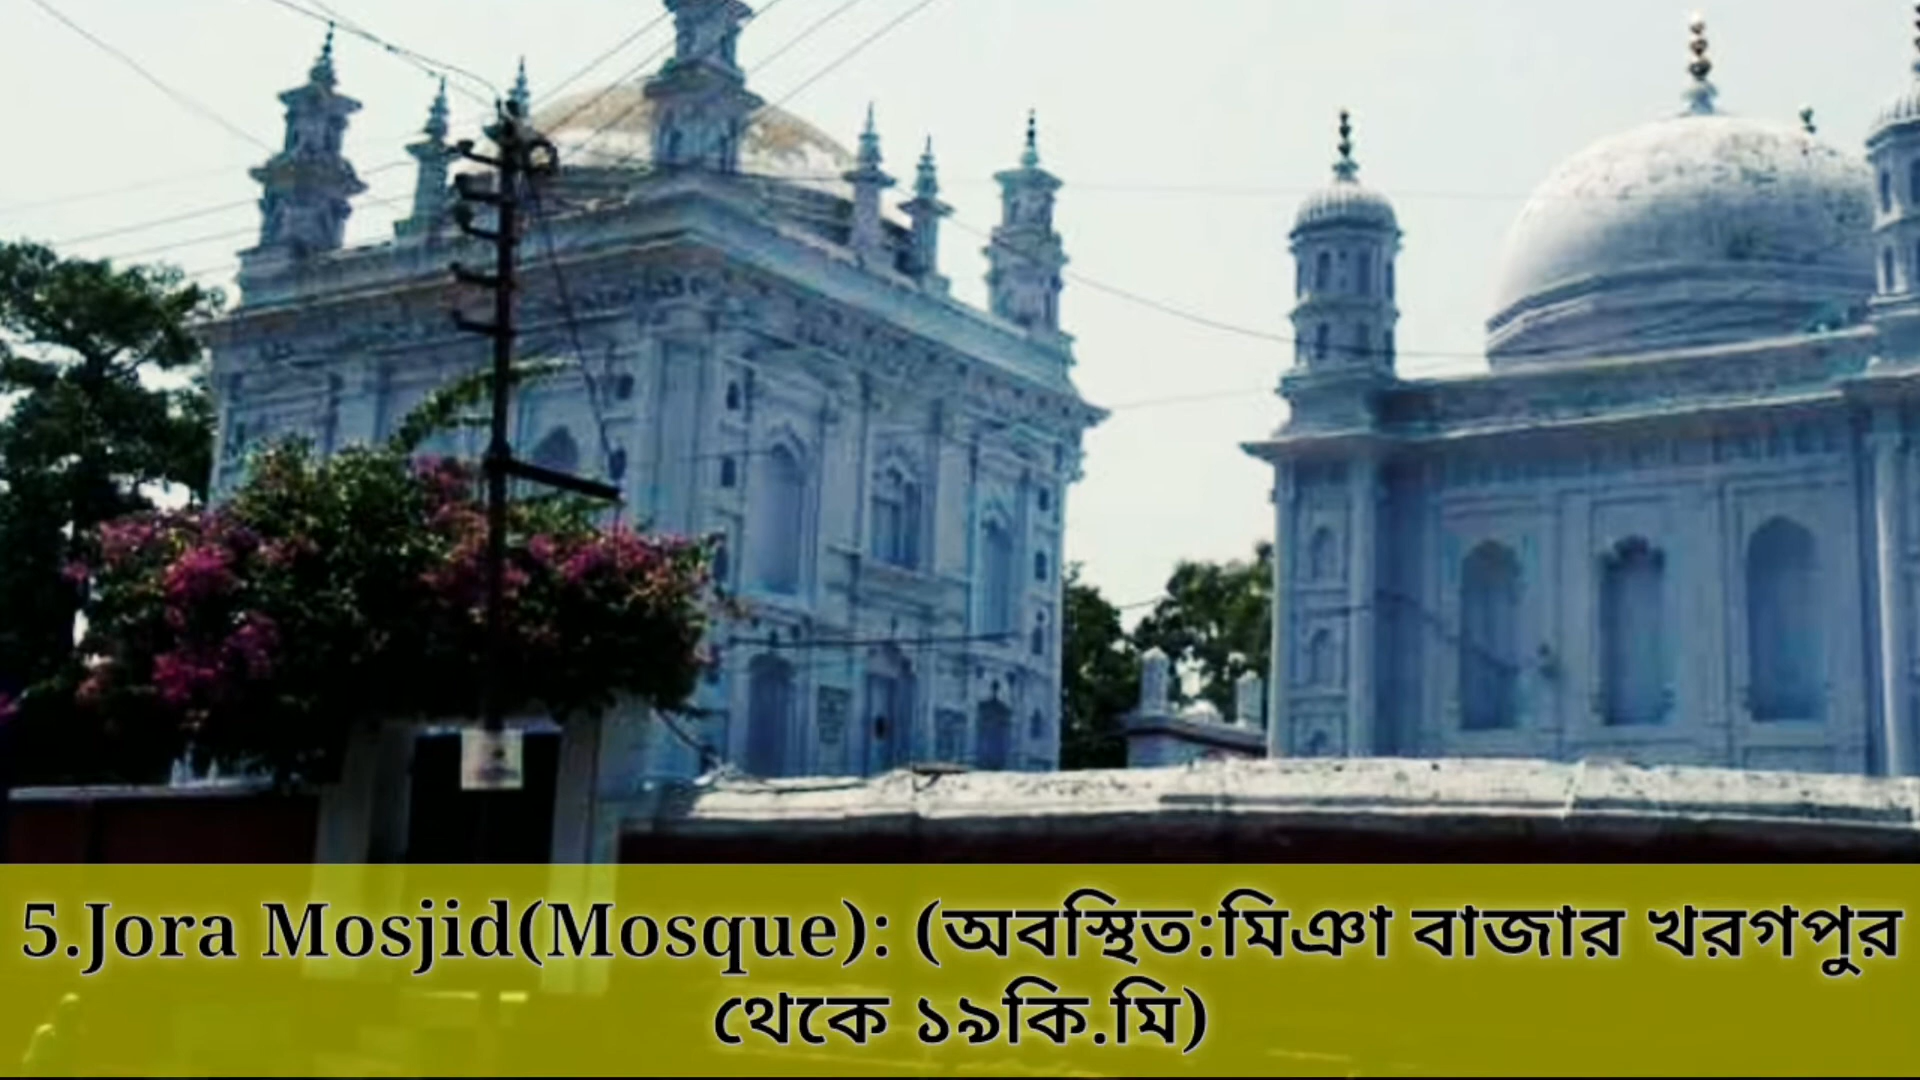 5.Jora Mosjid(Mosque): (অবস্থিত:মিঞা বাজার খরগপুর
থেকে ১৯কি.মি)